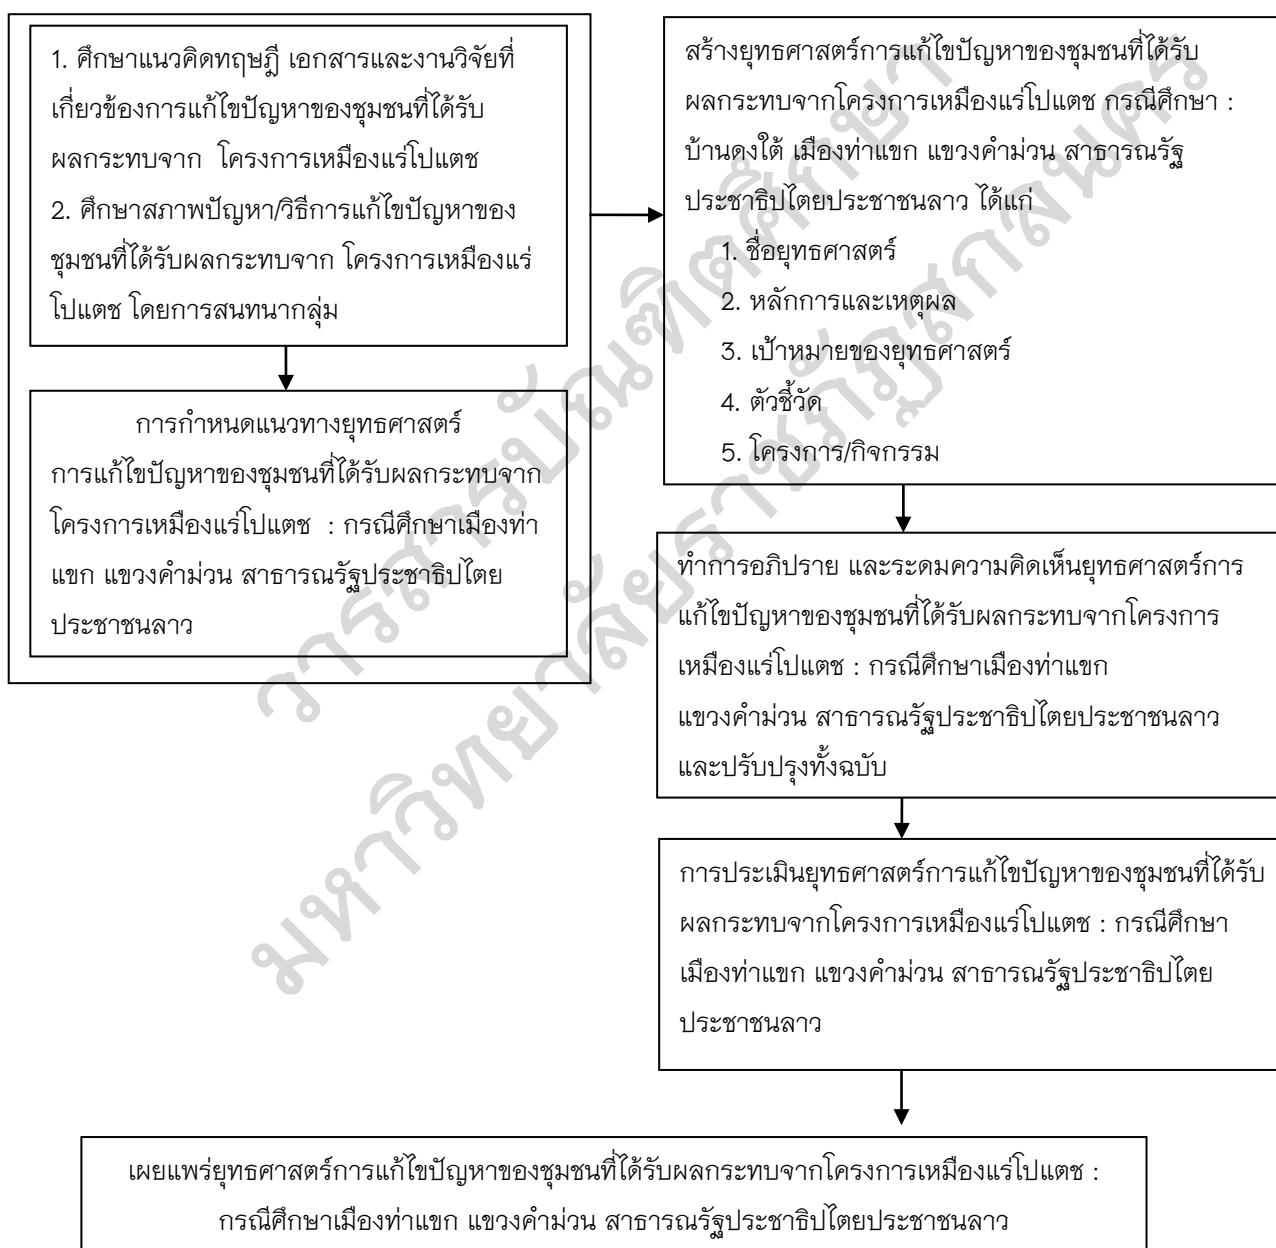 1. ศึกษาแนวคิดทฤษฎี เอกสารและงานวิจัยที่
เกี่ยวข้องการแก้ไขปัญหาของชุมชนที่ได้รับ
ผลกระทบจาก โครงการเหมืองแร่โปแตช
2. ศึกษาสภาพปัญหา/วิธีการแก้ไขปัญหาของ
ชุมชนที่ได้รับผลกระทบจาก โครงการเหมืองแร่
โปแตช โดยการสนทนากลุ่ม
การกำหนดแนวทางยุทธศาสตร์
การแก้ไขปัญหาของชุมชนที่ได้รับผลกระทบจาก
โครงการเหมืองแร่โปแตช : กรณีศึกษาเมืองท่า
แขก แขวงคำม่วน สาธารณรัฐประชาธิปไตย
ประชาชนลาว
สร้างยุทธศาสตร์การแก้ไขปัญหาของชุมชนที่ได้รับ
ผลกระทบจากโครงการเหมืองแร่โปแตช กรณีศึกษา :
บ้านดงใต้ เมืองท่าแขก แขวงคำม่วน สาธารณรัฐ
ประชาธิปไตยประชาชนลาว ได้แก่
1. ชื่อยุทธศาสตร์
2. หลักการและเหตุผล
3. เป้าหมายของยุทธศาสตร์
4. ตัวชี้วัด
5. โครงการ/กิจกรรม
ทำการอภิปราย และระดมความคิดเห็นยุทธศาสตร์การ
แก้ไขปัญหาของชุมชนที่ได้รับผลกระทบจากโครงการ
เหมืองแร่โปแตช : กรณีศึกษาเมืองท่าแขก
แขวงคำม่วน สาธารณรัฐประชาธิปไตยประชาชนลาว
และปรับปรุงทั้งฉบับ
การประเมินยุทธศาสตร์การแก้ไขปัญหาของชุมชนที่ได้รับ
ผลกระทบจากโครงการเหมืองแร่โปแตช : กรณีศึกษา
เมืองท่าแขก แขวงคำม่วน สาธารณรัฐประชาธิปไตย
ประชาชนลาว
เผยแพร่ยุทธศาสตร์การแก้ไขปัญหาของชุมชนที่ได้รับผลกระทบจากโครงการเหมืองแร่โปแตช :
กรณีศึกษาเมืองท่าแขก แขวงคำม่วน สาธารณรัฐประชาธิปไตยประชาชนลาว
วารสารบัณฑิตศึกษา
มหาวิทยาลัยราชภัฏสกลนคร